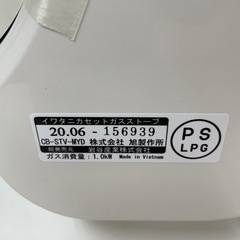 イワタニカセットガスストーブ
20.06 - 156939
CB-STV-MYD 株式会社 旭製作所
総発売元 岩谷産業株式会社
ガス消費量:1.0kW Made in Vietnam
PS
LPG